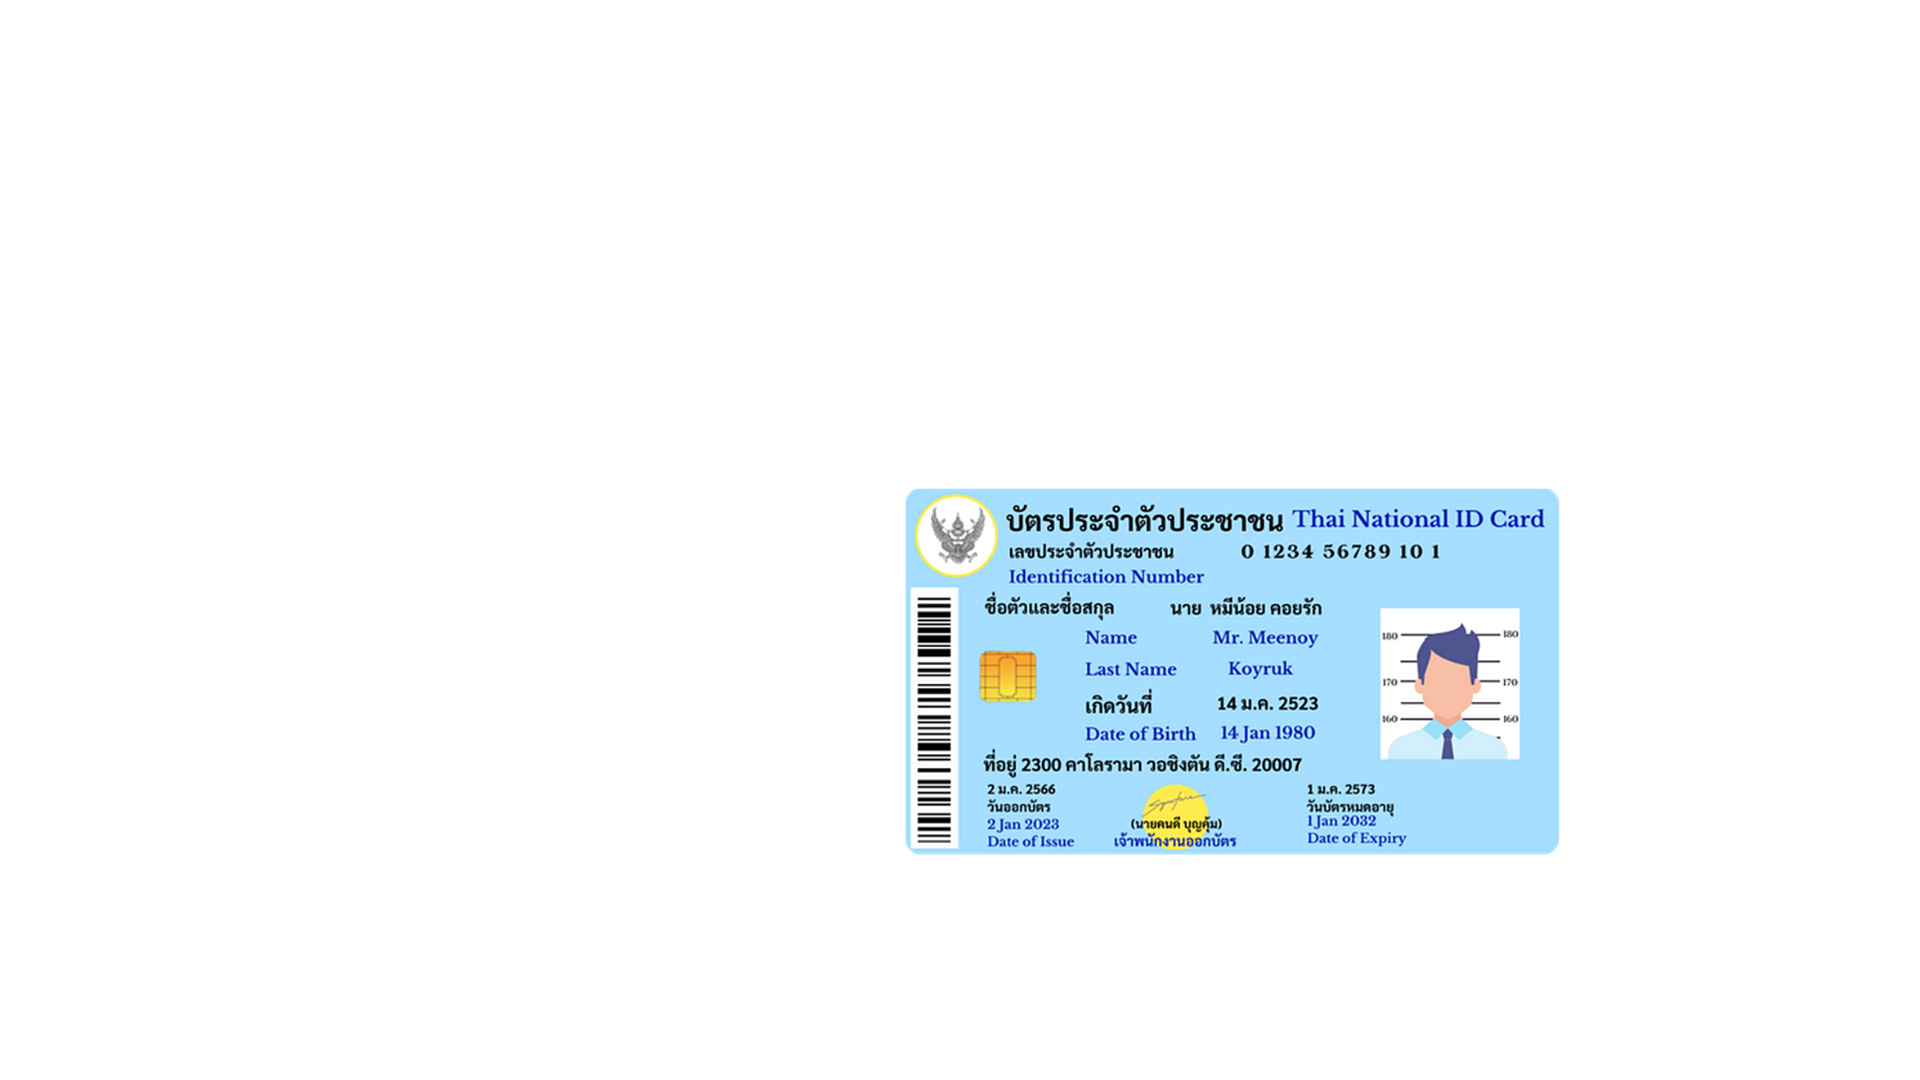 บัตรประจำตัวประชาชน Thai National ID Card
เลขประจำตัวประชาชน 0 1234 56789 10 1
Identification Number
ชื่อตัวและชื่อสกุล นาย หมีน้อย คอยรัก
Name Mr. Meenoy
Last Name Koyruk
เกิดวันที่ 14 ม.ค. 2523
Date of Birth 14 Jan 1980
180 180
170 170
160 160
ที่อยู่ 2300 คาโลรามา วอชิงตัน ดี.ซี. 20007
2 ม.ค. 2566
วันออกบัตร
2 Jan 2023
Date of Issue
Signature
(นายคนดี บุญคุ้ม)
เจ้าพนักงานออกบัตร
1 ม.ค. 2573
วันบัตรหมดอายุ
1 Jan 2032
Date of Expiry